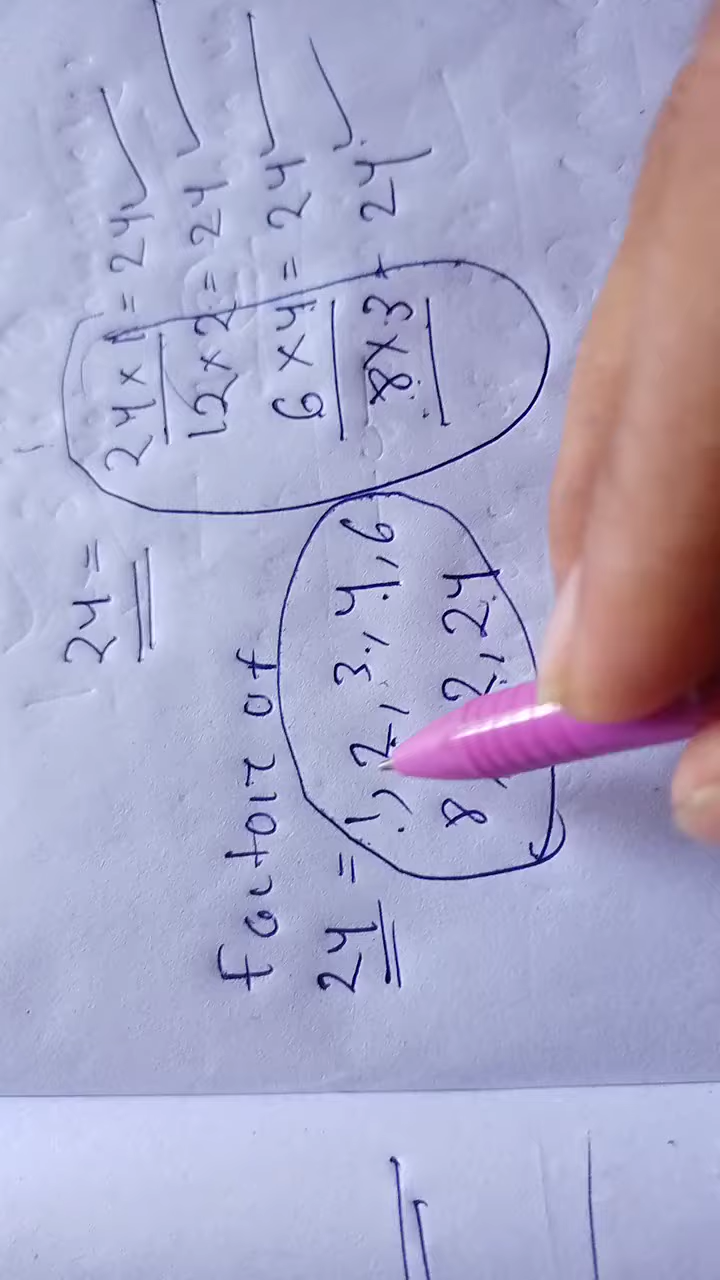 24 = 24 × 1 = 24
12 × 2 = 24
6 × 4 = 24
8 × 3 = 24
Factor of
24 = 1, 2, 3, 4, 6
8, 2, 24